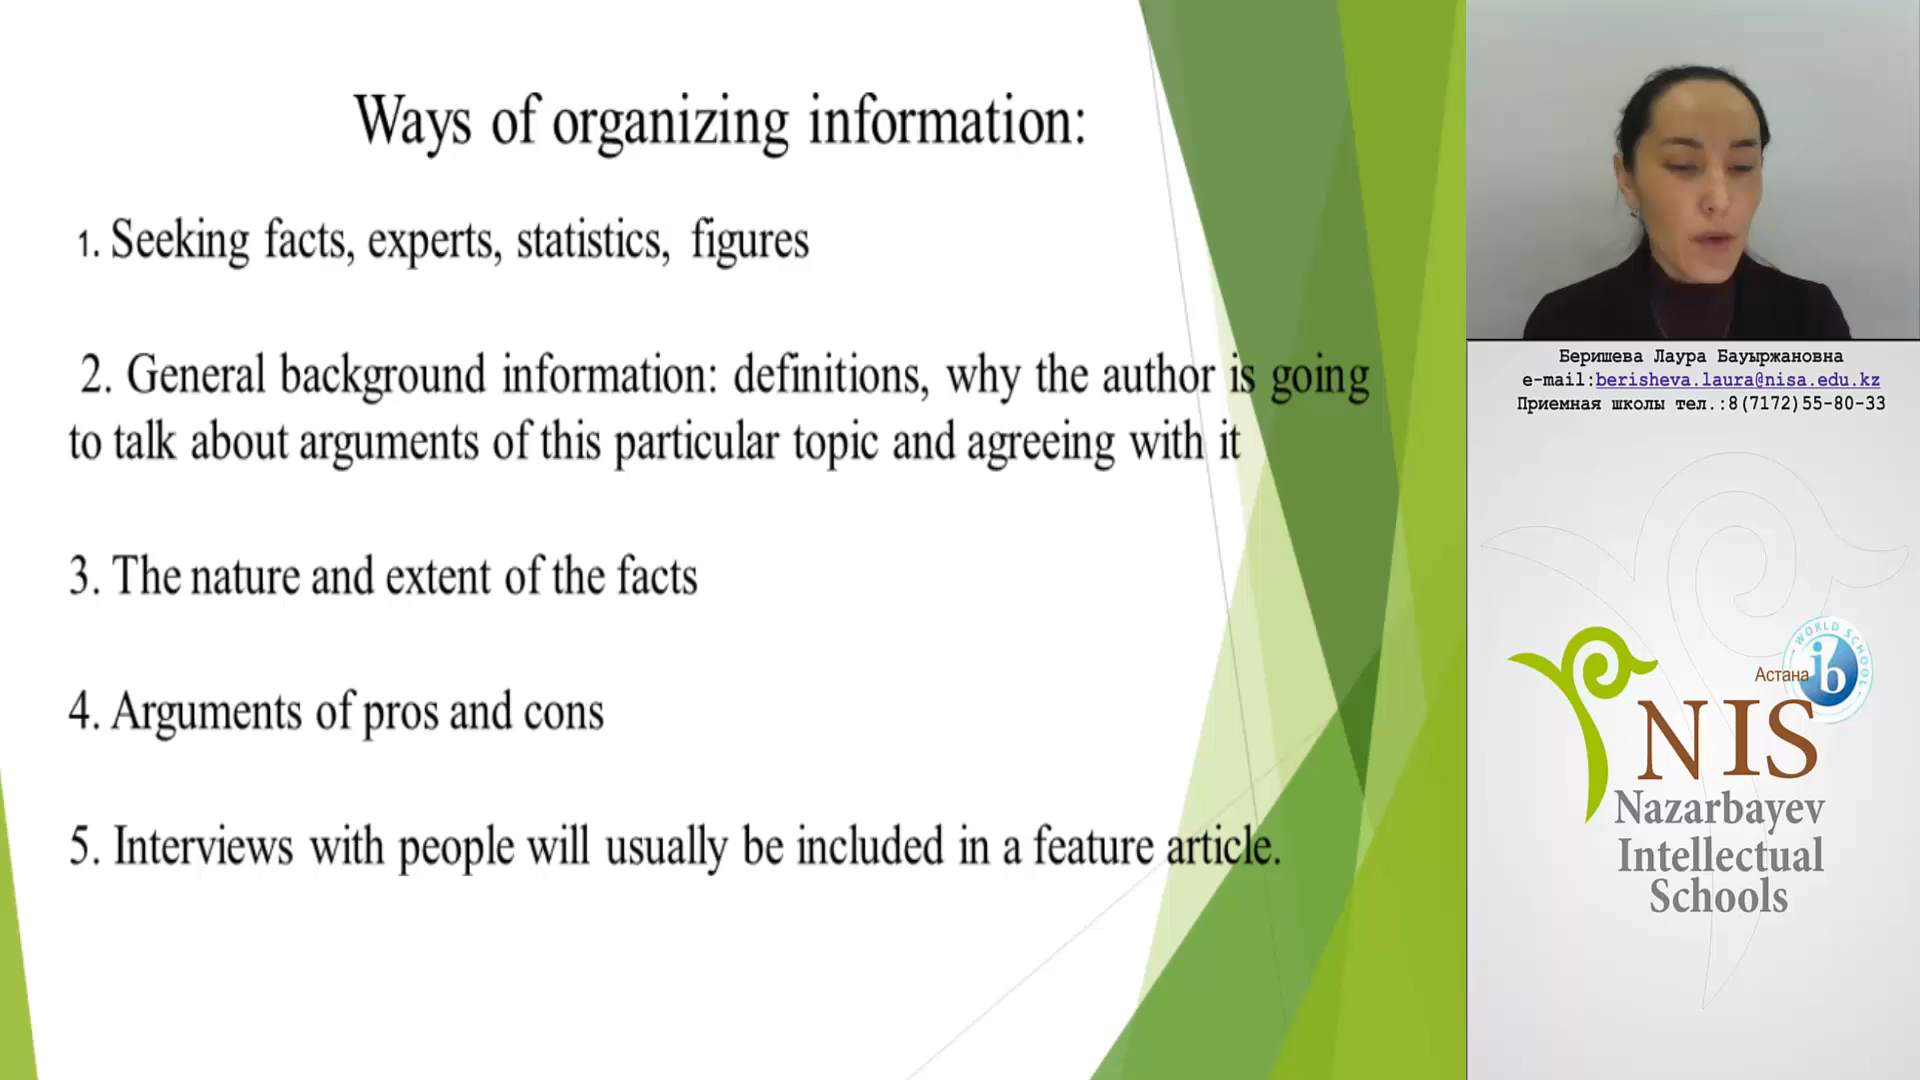 Ways of organizing information:
1. Seeking facts, experts, statistics, figures
2. General background information: definitions, why the author is going
to talk about arguments of this particular topic and agreeing with it
3. The nature and extent of the facts
4. Arguments of pros and cons
5. Interviews with people will usually be included in a feature article.
Беришева Лаура Бауыржановна
e-mail:berisheva.laura@nisa.edu.kz
Приемная школы тел.:8(7172)55-80-33
WORLD SCHOOL
ib
Астана
NIS
Nazarbayev
Intellectual
Schools